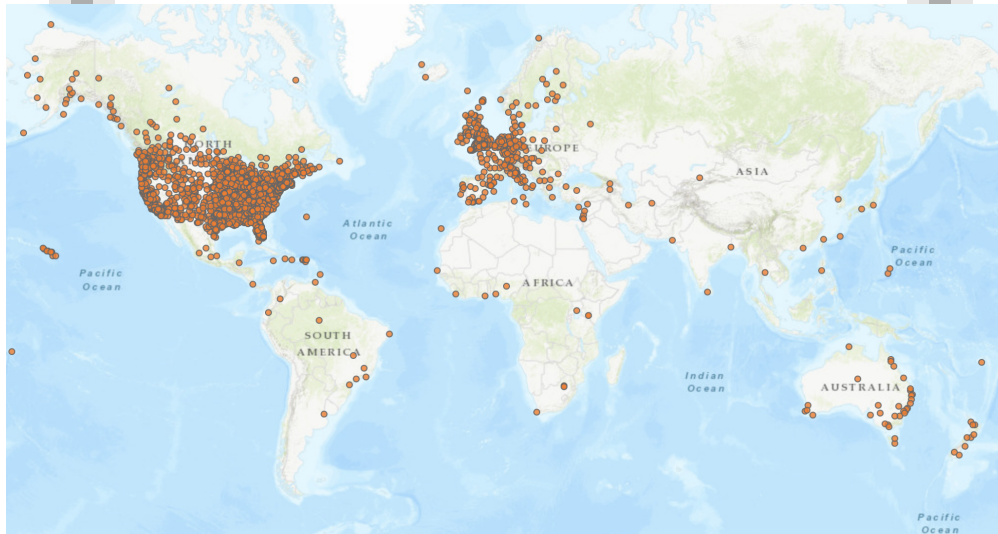 NORTH
EUROPE
ASIA
Atlantic
Ocean
Pacific
Ocean
Pacific
Ocean
AFRICA
SOUTH
AMERICA
Indian
Ocean
AUSTRALIA
Pacific
Ocean